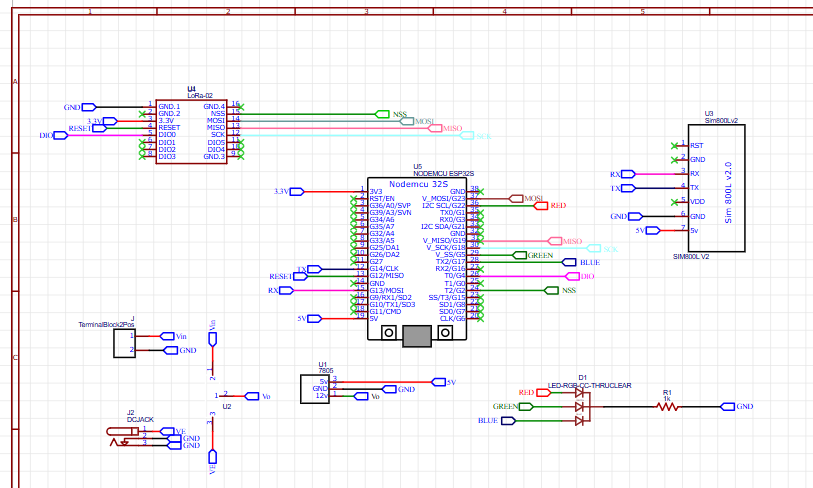 1 2 3 4 5
A
B
C
U4
LoRa-02
GND 1 GND.1 GND.4 16
2 GND.2 NSS 15 NSS
3.3V 3 3.3V MOSI 14 MOSI
RESET 4 RESET MISO 13 MISO
DIO 5 DIO0 SCK 12 SCK
6 DIO1 DIO5 11
7 DIO2 DIO4 10
8 DIO3 GND.3 9
U3
Sim800Lv2
1 RST
2 GND
RX 3 RX
TX 4 TX
5 VDD
GND 6 GND
5V 7 5v
Sim 800L v2.0
SIM800L V2
U5
NODEMCU ESP32S
Nodemcu 32S
3.3V 1 3V3 GND 38
2 RST/EN V_MOSI/G23 37 MOSI
3 G36/A0/SVP I2C SCL/G22 36 RED
4 G39/A3/SVN TX0/G1 35
5 G34/A6 RX0/G3 34
6 G35/A7 I2C SDA/G21 33
7 G32/A4 GND 32
8 G33/A5 V_MISO/G19 31 MISO
9 G25/DA1 V_SCK/G18 30 SCK
10 G26/DA2 V_SS/G5 29 GREEN
11 G27 TX2/G17 28 BLUE
TX 12 G14/CLK RX2/G16 27
RESET 13 G12/MISO T0/G4 26 DIO
14 GND T1/G0 25
RX 15 G13/MOSI T2/G2 24 NSS
16 G9/RX1/SD2 SS/T3/G15 23
17 G10/TX1/SD3 SD1/G8 22
18 G11/CMD SD0/G7 21
5V 19 5V CLK/G6 20
J
TerminalBlock2Pos
1 Vin
2 GND
Vin
1
2
1 2 Vo
U2
3
3
VE
J2
DCJACK
1 VE
2 GND
3 GND
U1
7805
5v 3 5V
GND 2 GND
12v 1 Vo
D1
LED-RGB-CC-THRUCLEAR
RED
GREEN
BLUE
R1
1k
GND